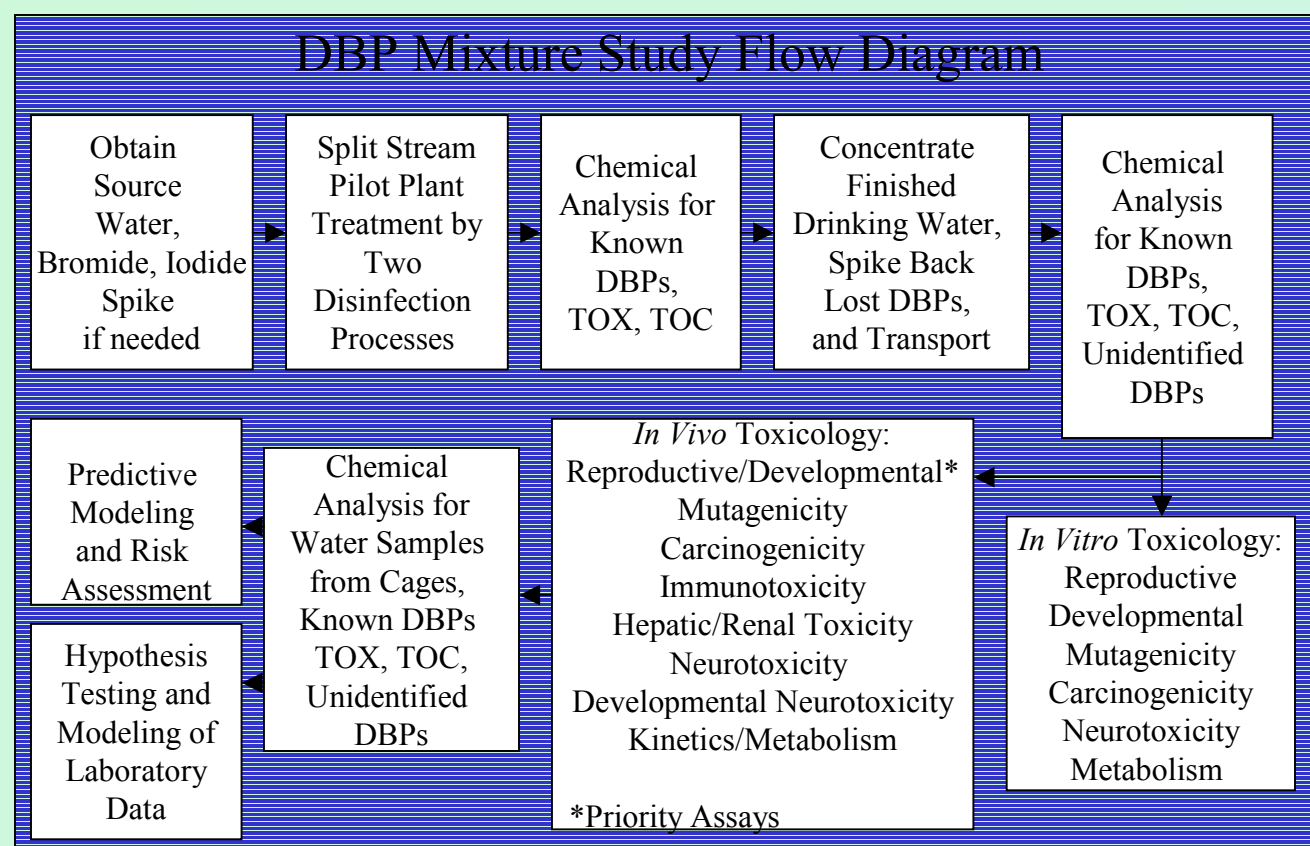 DBP Mixture Study Flow Diagram
Obtain
Source
Water,
Bromide, Iodide
Spike
if needed
Split Stream
Pilot Plant
Treatment by
Two
Disinfection
Processes
Chemical
Analysis for
Known
DBPs,
TOX, TOC
Concentrate
Finished
Drinking Water,
Spike Back
Lost DBPs,
and Transport
Chemical
Analysis
for Known
DBPs,
TOX, TOC,
Unidentified
DBPs
In Vitro Toxicology:
Reproductive
Developmental
Mutagenicity
Carcinogenicity
Neurotoxicity
Metabolism
In Vivo Toxicology:
Reproductive/Developmental*
Mutagenicity
Carcinogenicity
Immunotoxicity
Hepatic/Renal Toxicity
Neurotoxicity
Developmental Neurotoxicity
Kinetics/Metabolism
*Priority Assays
Chemical
Analysis for
Water Samples
from Cages,
Known DBPs
TOX, TOC,
Unidentified
DBPs
Predictive
Modeling
and Risk
Assessment
Hypothesis
Testing and
Modeling of
Laboratory
Data